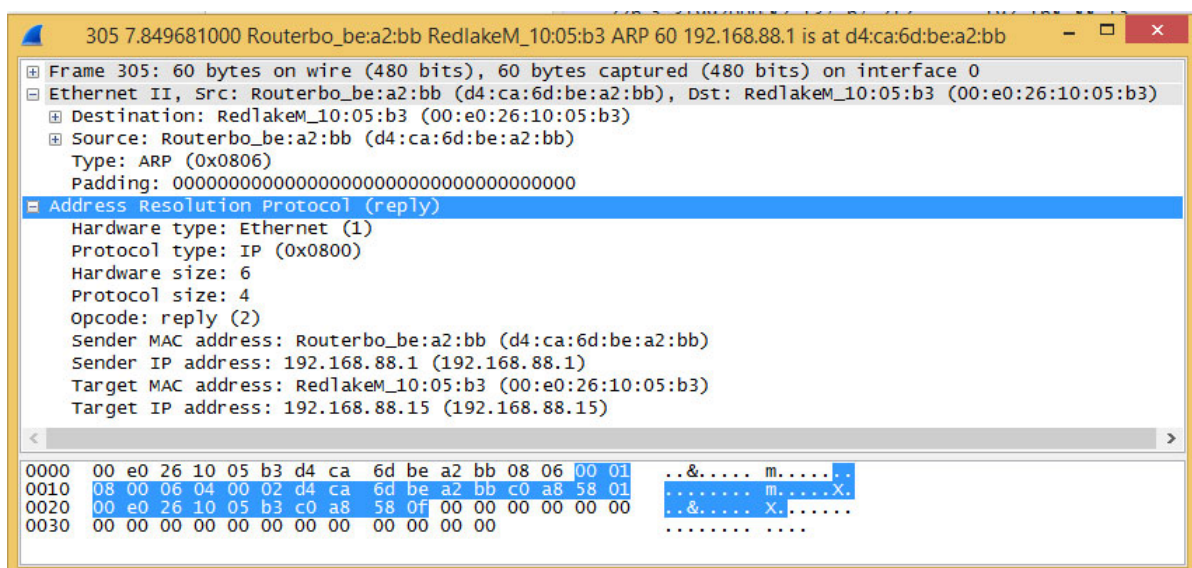 305 7.849681000 Routerbo_be:a2:bb RedlakeM_10:05:b3 ARP 60 192.168.88.1 is at d4:ca:6d:be:a2:bb
Frame 305: 60 bytes on wire (480 bits), 60 bytes captured (480 bits) on interface 0
Ethernet II, Src: Routerbo_be:a2:bb (d4:ca:6d:be:a2:bb), Dst: RedlakeM_10:05:b3 (00:e0:26:10:05:b3)
Destination: RedlakeM_10:05:b3 (00:e0:26:10:05:b3)
Source: Routerbo_be:a2:bb (d4:ca:6d:be:a2:bb)
Type: ARP (0x0806)
Padding: 000000000000000000000000000000000000
Address Resolution Protocol (reply)
Hardware type: Ethernet (1)
Protocol type: IP (0x0800)
Hardware size: 6
Protocol size: 4
Opcode: reply (2)
Sender MAC address: Routerbo_be:a2:bb (d4:ca:6d:be:a2:bb)
Sender IP address: 192.168.88.1 (192.168.88.1)
Target MAC address: RedlakeM_10:05:b3 (00:e0:26:10:05:b3)
Target IP address: 192.168.88.15 (192.168.88.15)
0000 00 e0 26 10 05 b3 d4 ca 6d be a2 bb 08 06 00 01 ..&..... m.......
0010 08 00 06 04 00 02 d4 ca 6d be a2 bb c0 a8 58 01 ........ m.....X.
0020 00 e0 26 10 05 b3 c0 a8 58 0f 00 00 00 00 00 00 ..&..... X.......
0030 00 00 00 00 00 00 00 00 00 00 00 00 ........ ....